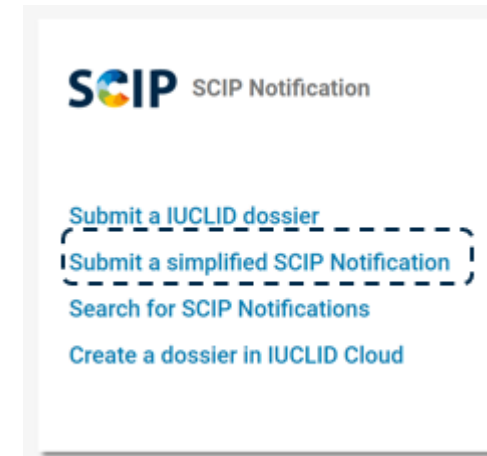 SCIP SCIP Notification
Submit a IUCLID dossier
Submit a simplified SCIP Notification
Search for SCIP Notifications
Create a dossier in IUCLID Cloud